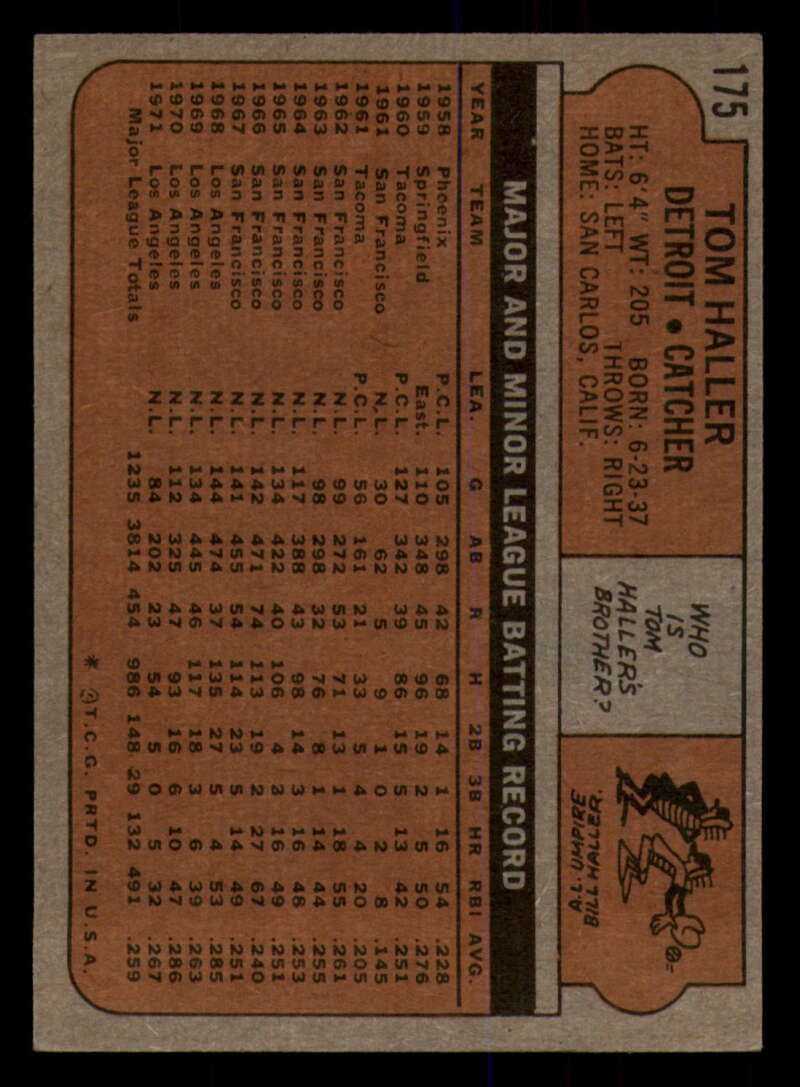 175
TOM HALLER
DETROIT • CATCHER
HT: 6'4" WT: 205 BORN: 6-23-37
BATS: LEFT THROWS: RIGHT
HOME: SAN CARLOS, CALIF.
WHO
IS
TOM
HALLER'S
BROTHER?
A.L. UMPIRE
BILL HALLER.
MAJOR AND MINOR LEAGUE BATTING RECORD
YEAR TEAM LEA. G AB R H 2B 3B HR RBI AVG.
1958 Phoenix P.C.L. 105 298 42 68 14 1 16 54 .228
1959 Springfield East. 110 348 45 96 19 2 5 50 .276
1960 Tacoma P.C.L. 127 342 39 86 15 5 13 42 .251
1961 San Francisco N.L. 30 62 5 9 1 0 2 8 .145
1961 Tacoma P.C.L. 56 161 21 33 5 4 4 20 .205
1962 San Francisco N.L. 99 272 53 71 13 1 18 55 .261
1963 San Francisco N.L. 98 298 32 76 8 1 14 44 .255
1964 San Francisco N.L. 117 388 43 98 14 3 16 48 .253
1965 San Francisco N.L. 134 422 40 106 4 3 16 49 .251
1966 San Francisco N.L. 142 471 74 113 19 2 27 67 .240
1967 San Francisco N.L. 141 455 54 114 23 5 14 49 .251
1968 Los Angeles N.L. 144 474 37 135 27 5 4 53 .285
1969 Los Angeles N.L. 134 445 46 117 18 3 6 39 .263
1970 Los Angeles N.L. 112 325 47 93 16 6 10 47 .286
1971 Los Angeles N.L. 84 202 23 54 5 0 5 32 .267
Major League Totals 1235 3814 454 986 148 29 132 491 .259
* ©T.C.G. PRTD. IN U.S.A.